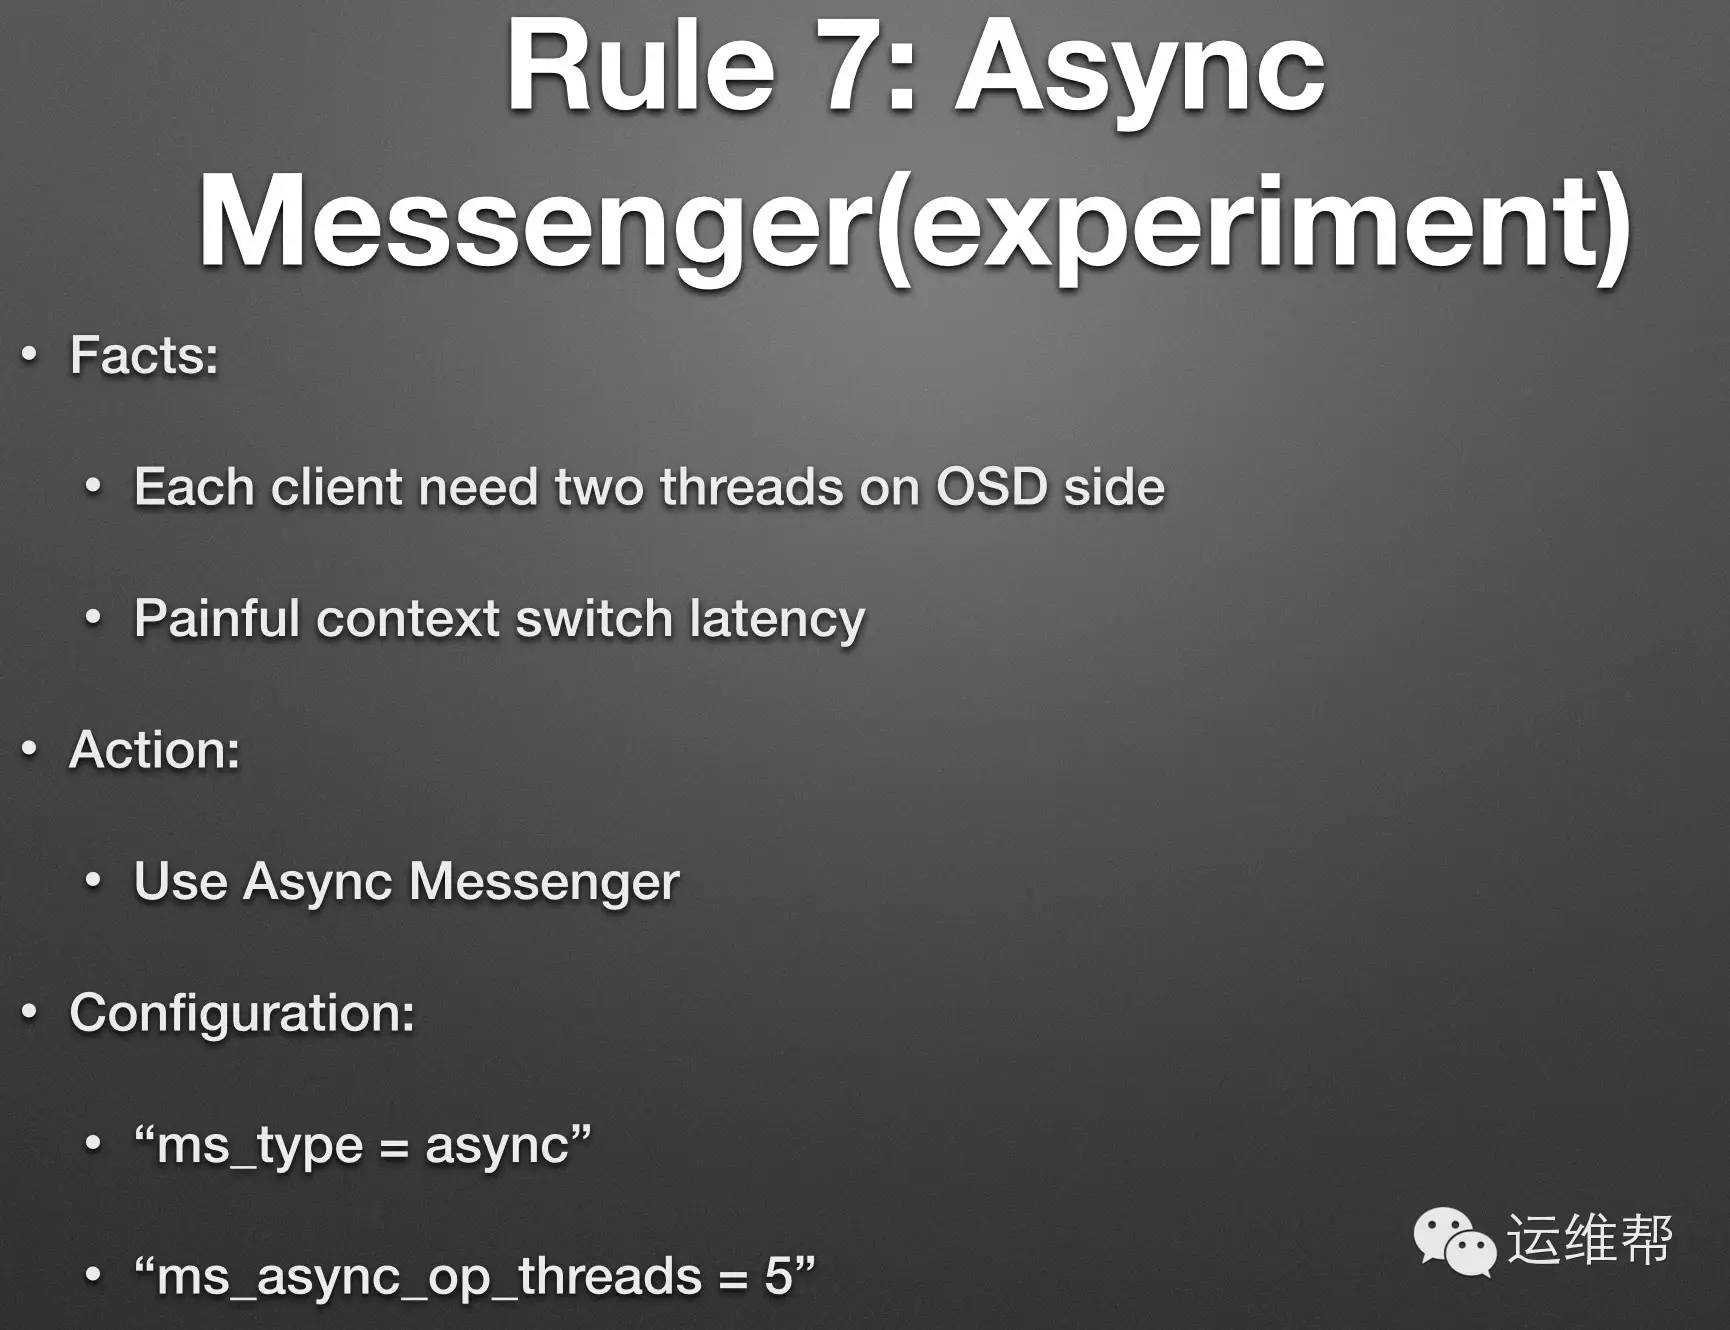 Rule 7: Async
Messenger(experiment)
• Facts:
• Each client need two threads on OSD side
• Painful context switch latency
• Action:
• Use Async Messenger
• Configuration:
• “ms_type = async”
• “ms_async_op_threads = 5”
运维帮